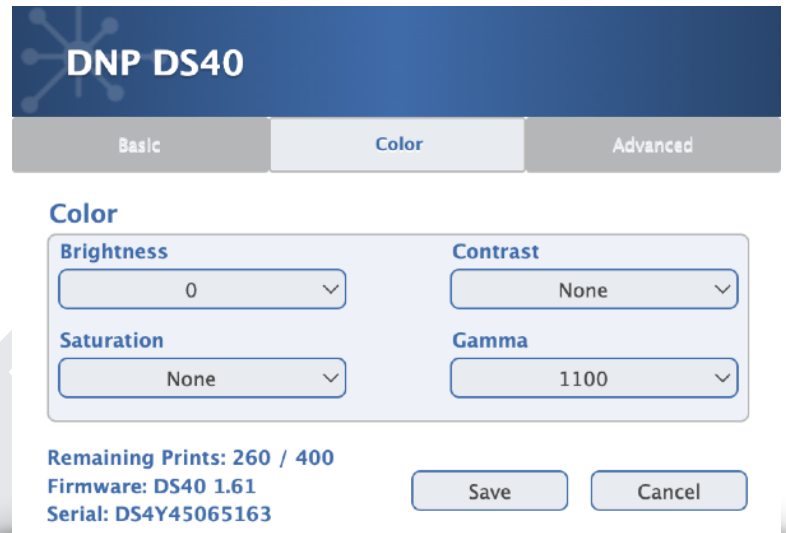 DNP DS40
Basic Color Advanced
Color
Brightness Contrast
0 None
Saturation Gamma
None 1100
Remaining Prints: 260 / 400
Firmware: DS40 1.61
Serial: DS4Y45065163
Save Cancel